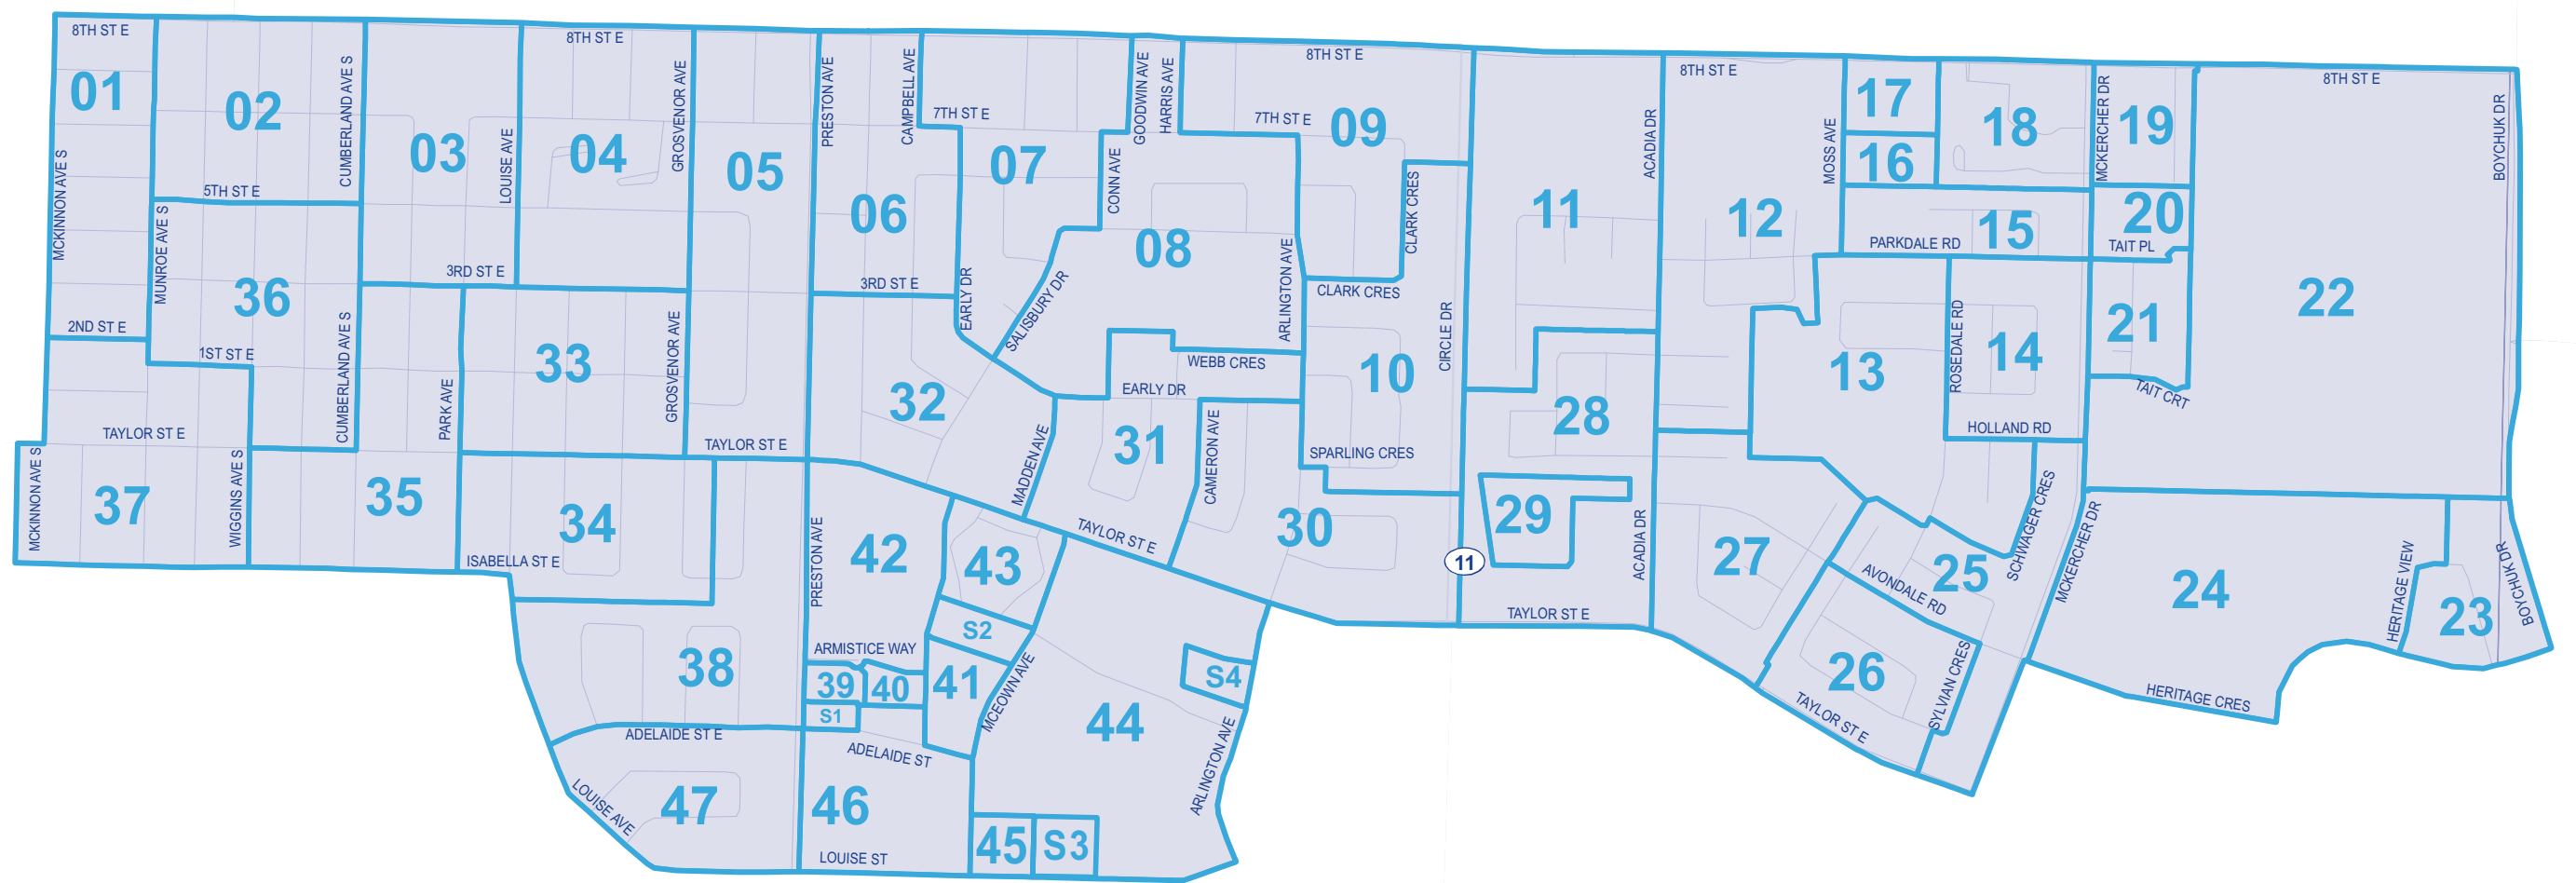 8TH ST E
8TH ST E
8TH ST E
8TH ST E
8TH ST E
01
02
CUMBERLAND AVE S
03
LOUISE AVE
04
GROSVENOR AVE
05
PRESTON AVE
CAMPBELL AVE
7TH ST E
GOODWIN AVE
HARRIS AVE
7TH ST E
09
ACADIA DR
MOSS AVE
17
16
18
MCKERCHER DR
19
BOYCHUK DR
MCKINNON AVE S
5TH ST E
MUNROE AVE S
06
07
CONN AVE
08
CLARK CRES
11
12
15
PARKDALE RD
20
TAIT PL
36
3RD ST E
3RD ST E
EARLY DR
SALISBURY DR
ARLINGTON AVE
CLARK CRES
CIRCLE DR
22
2ND ST E
1ST ST E
CUMBERLAND AVE S
33
GROSVENOR AVE
PARK AVE
32
WEBB CRES
EARLY DR
10
13
ROSEDALE RD
14
21
TAIT CRT
28
TAYLOR ST E
TAYLOR ST E
MADDEN AVE
31
CAMERON AVE
SPARLING CRES
HOLLAND RD
MCKINNON AVE S
37
WIGGINS AVE S
35
34
ISABELLA ST E
PRESTON AVE
42
43
TAYLOR ST E
30
11
29
ACADIA DR
27
AVONDALE RD
25
SCHWAGER CRES
MCKERCHER DR
24
HERITAGE VIEW
23
BOYCHUK DR
TAYLOR ST E
S2
ARMISTICE WAY
38
39
40
41
S1
MCEOWN AVE
44
S4
26
SYLVIAN CRES
TAYLOR ST E
HERITAGE CRES
ADELAIDE ST E
ADELAIDE ST
ARLINGTON AVE
LOUISE AVE
47
46
45
S3
LOUISE ST